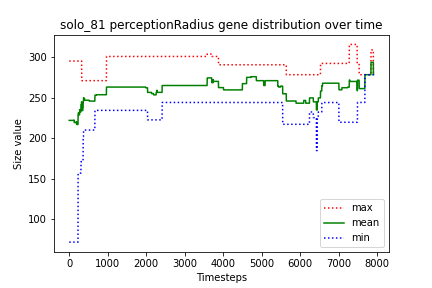 solo_81 perceptionRadius gene distribution over time
Size value
300
250
200
150
100
0
1000
2000
3000
4000
5000
6000
7000
8000
Timesteps
max
mean
min